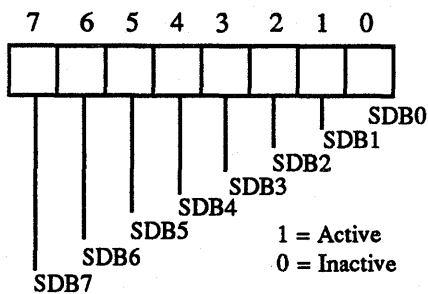 7 6 5 4 3 2 1 0
SDB0
SDB1
SDB2
SDB3
SDB4
SDB5
1 = Active
SDB6
0 = Inactive
SDB7